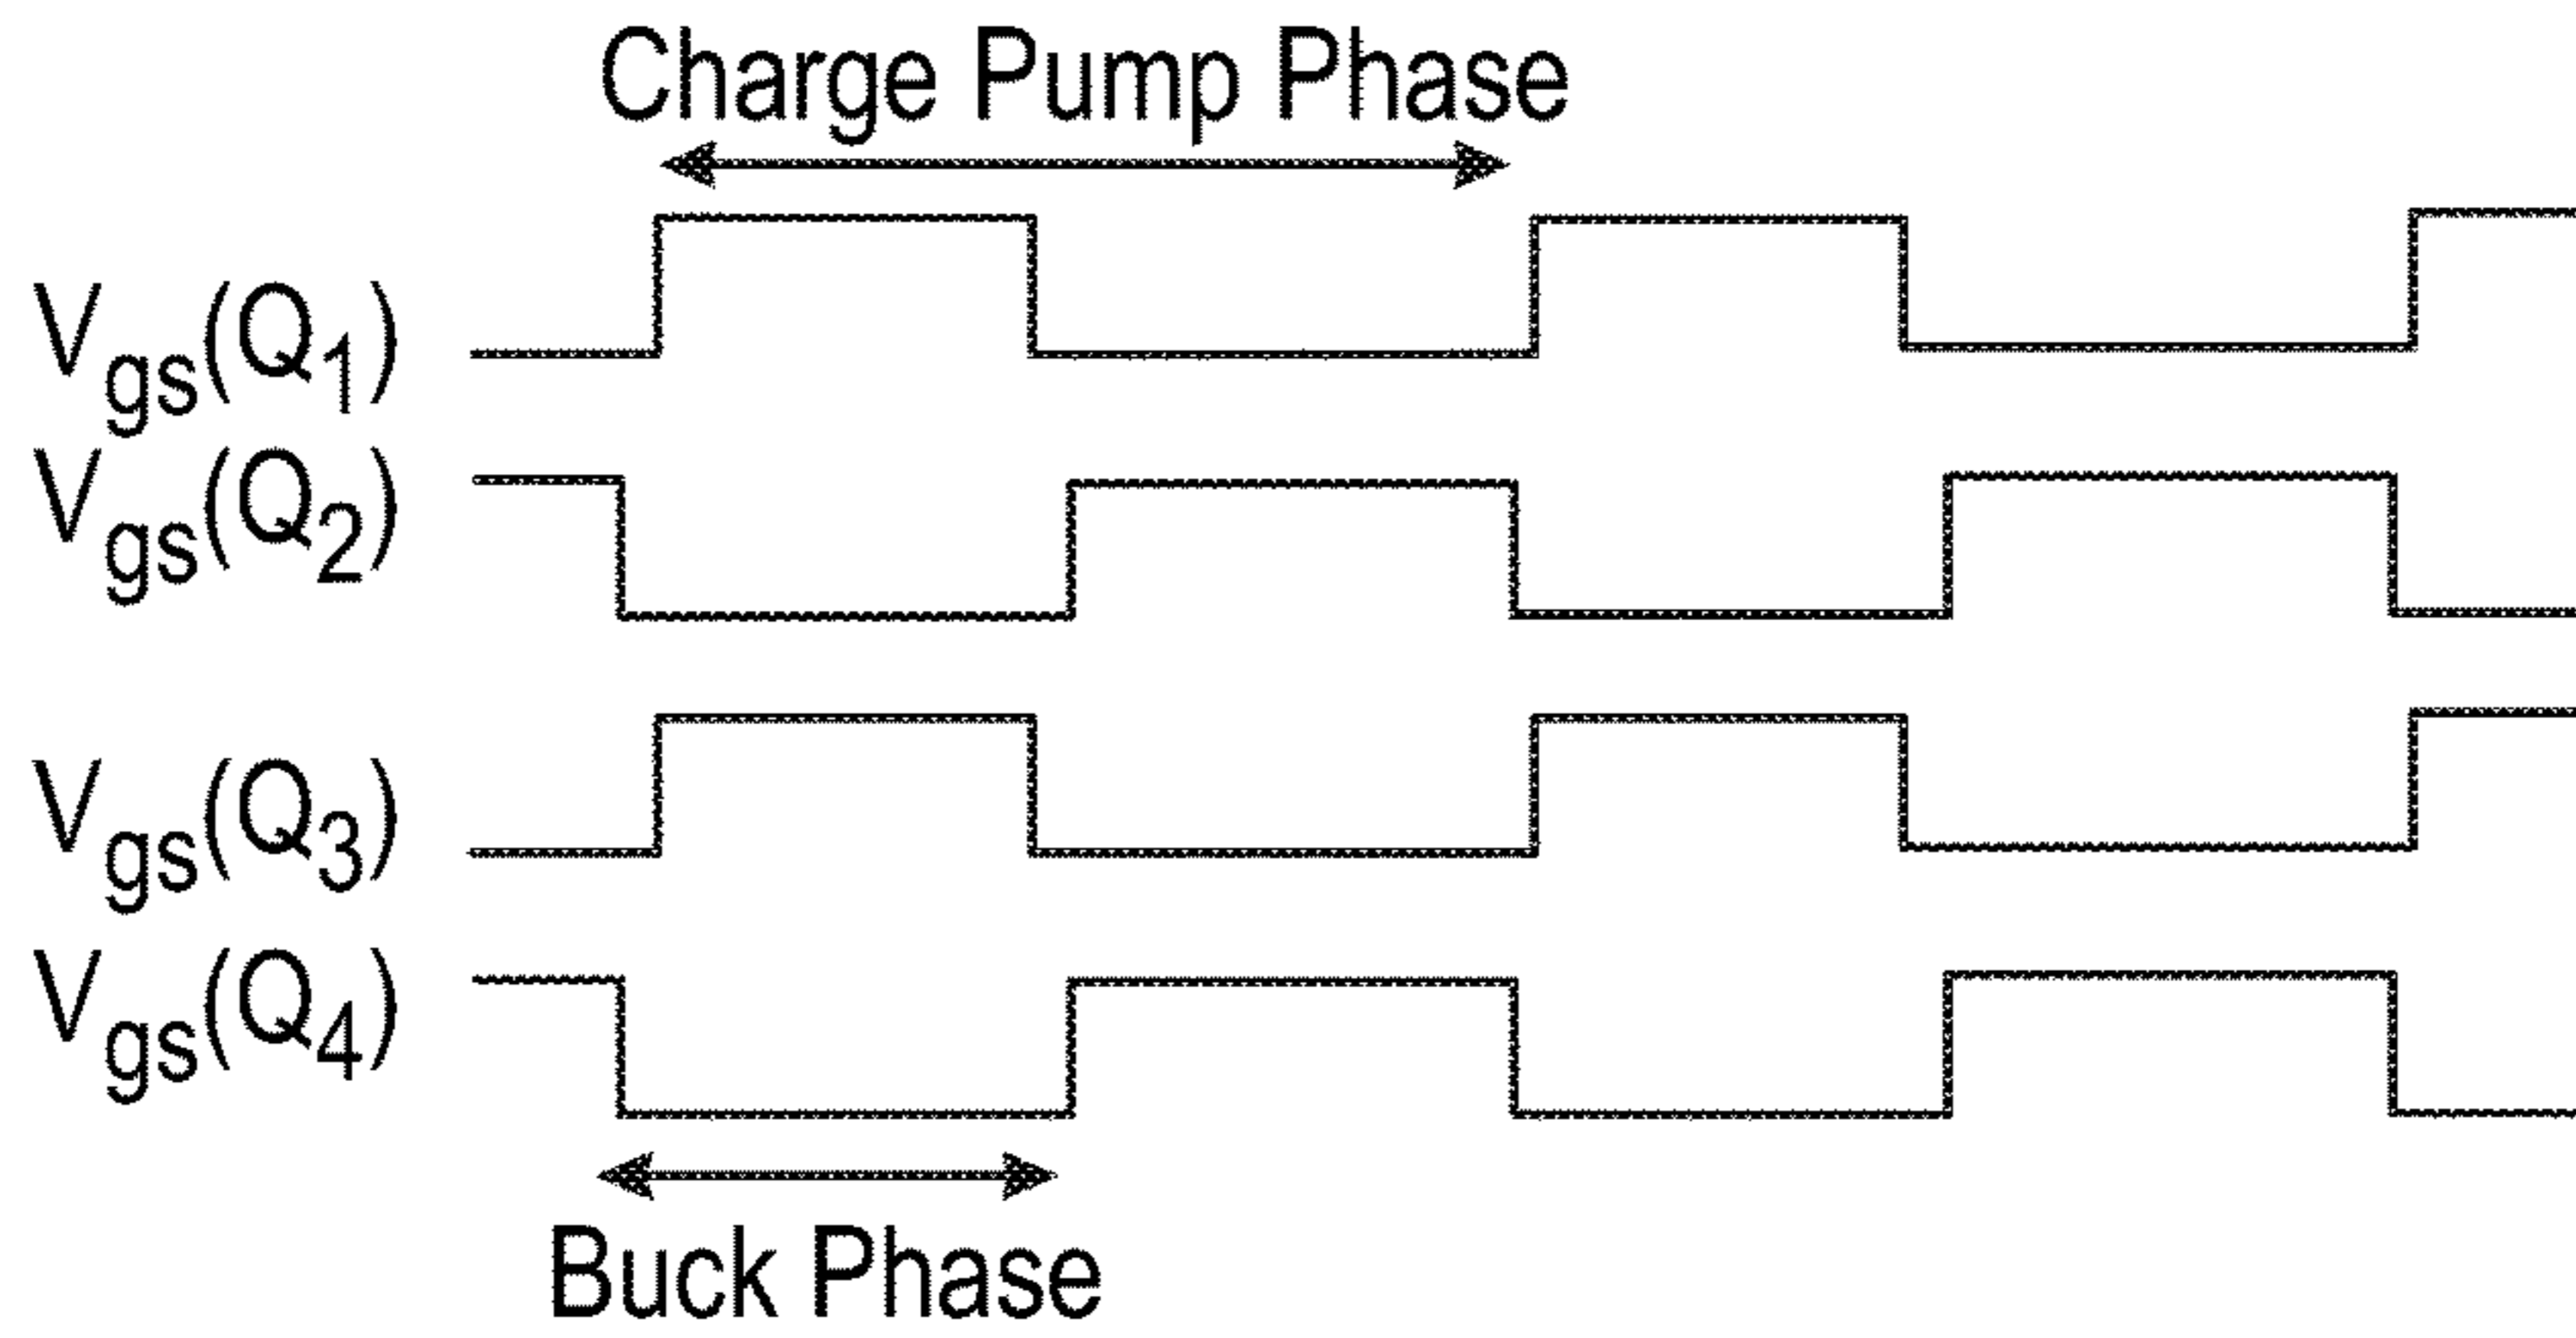 Charge Pump Phase
Vgs(Q1)
Vgs(Q2)
Vgs(Q3)
Vgs(Q4)
Buck Phase